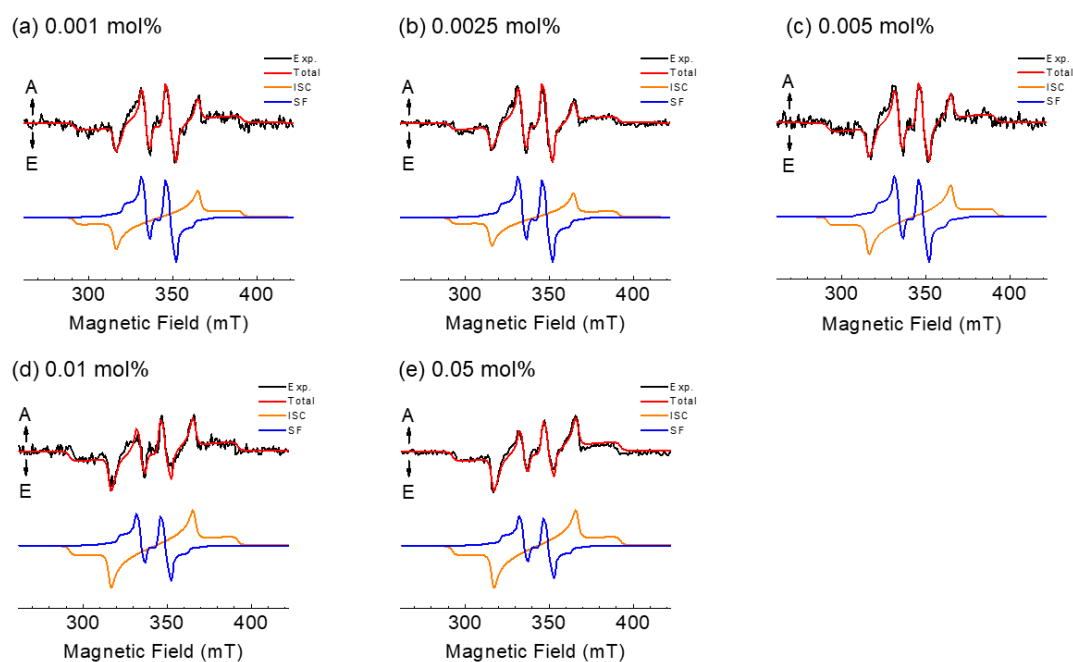 (a) 0.001 mol%
Exp.
Total
ISC
SF
A
E
300 350 400
Magnetic Field (mT)
(b) 0.0025 mol%
Exp.
Total
ISC
SF
A
E
300 350 400
Magnetic Field (mT)
(c) 0.005 mol%
Exp.
Total
ISC
SF
A
E
300 350 400
Magnetic Field (mT)
(d) 0.01 mol%
Exp.
Total
ISC
SF
A
E
300 350 400
Magnetic Field (mT)
(e) 0.05 mol%
Exp.
Total
ISC
SF
A
E
300 350 400
Magnetic Field (mT)